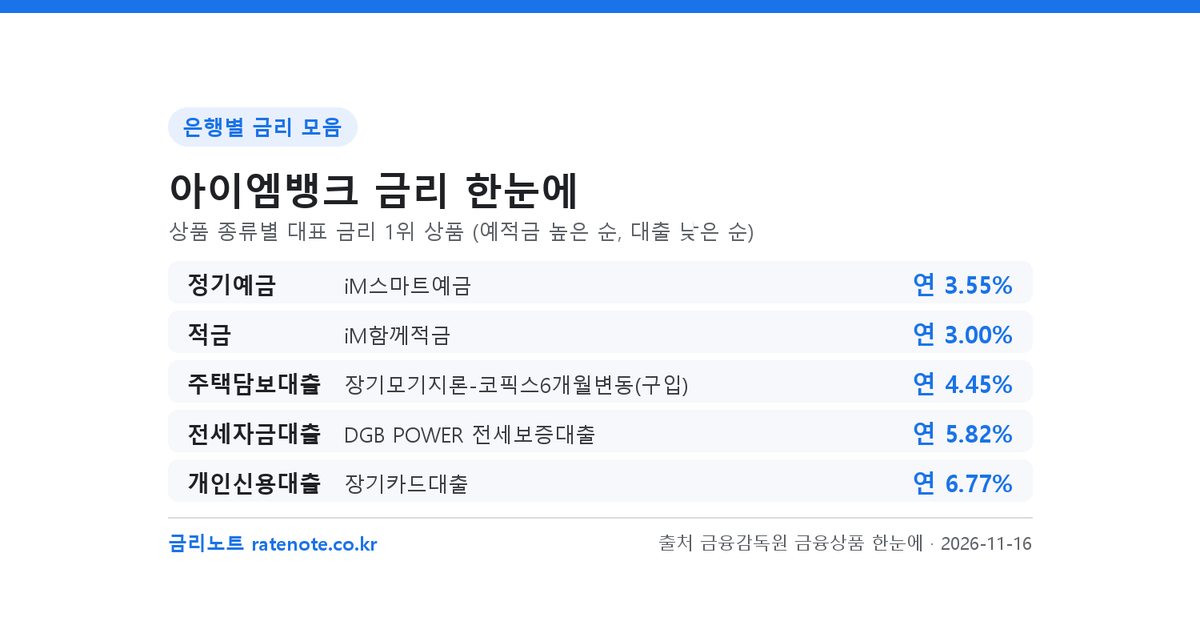 은행별 금리 모음
아이엠뱅크 금리 한눈에
상품 종류별 대표 금리 1위 상품 (예적금 높은 순, 대출 낮은 순)
정기예금 iM스마트예금 연 3.55%
적금 iM함께적금 연 3.00%
주택담보대출 장기모기지론-코픽스6개월변동(구입) 연 4.45%
전세자금대출 DGB POWER 전세보증대출 연 5.82%
개인신용대출 장기카드대출 연 6.77%
금리노트 ratenote.co.kr 출처 금융감독원 금융상품 한눈에 · 2026-11-16